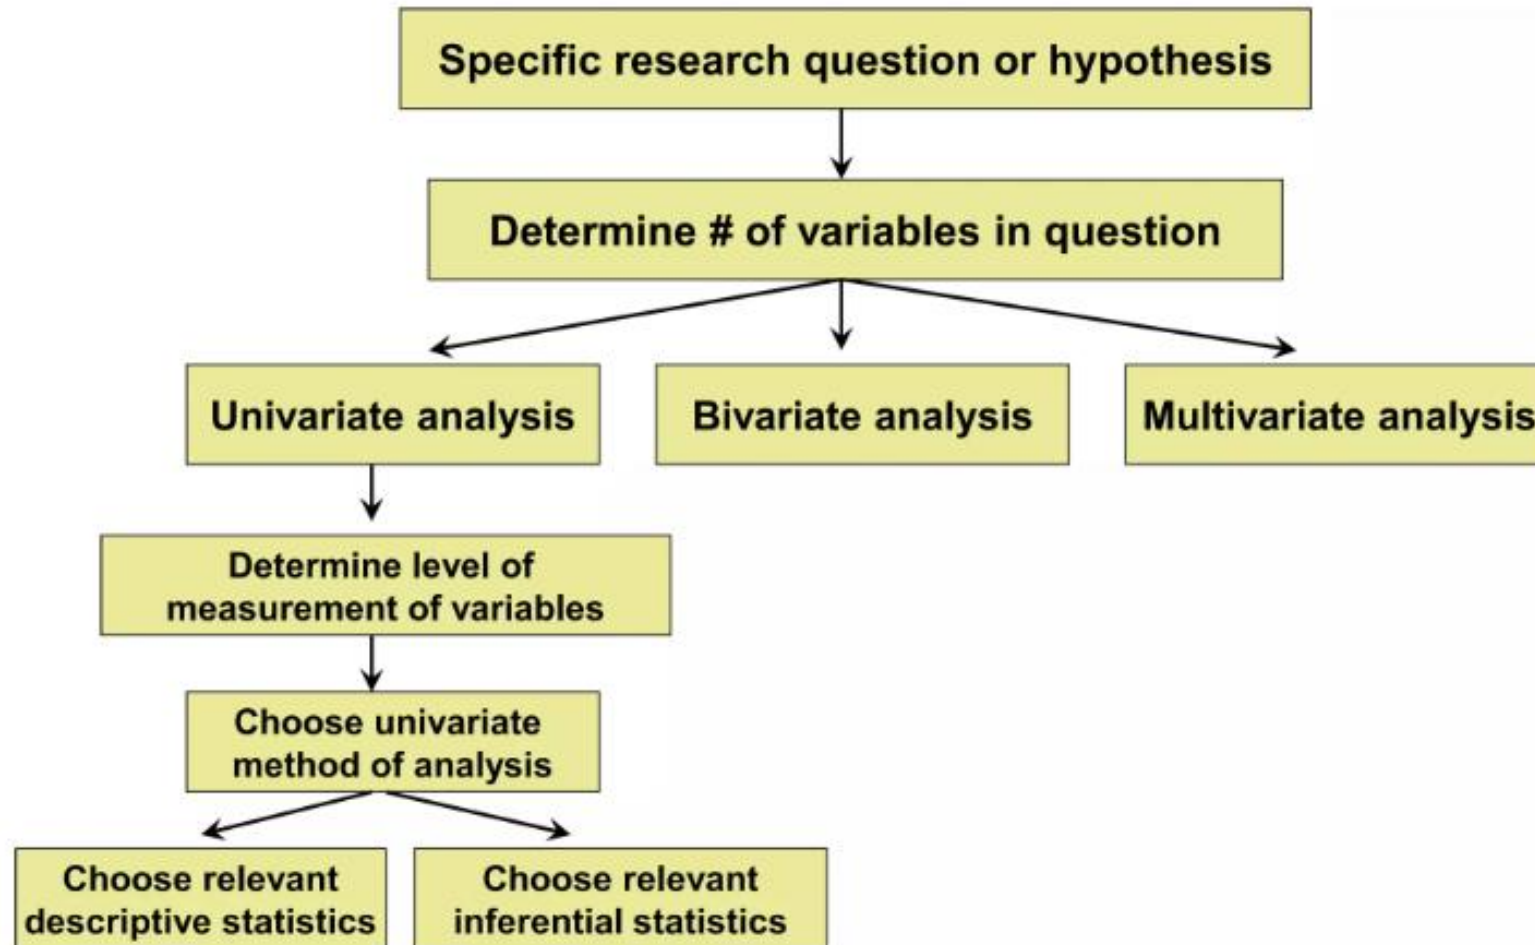 Specific research question or hypothesis
Determine # of variables in question
Univariate analysis
Bivariate analysis
Multivariate analysis
Determine level of
measurement of variables
Choose univariate
method of analysis
Choose relevant
descriptive statistics
Choose relevant
inferential statistics